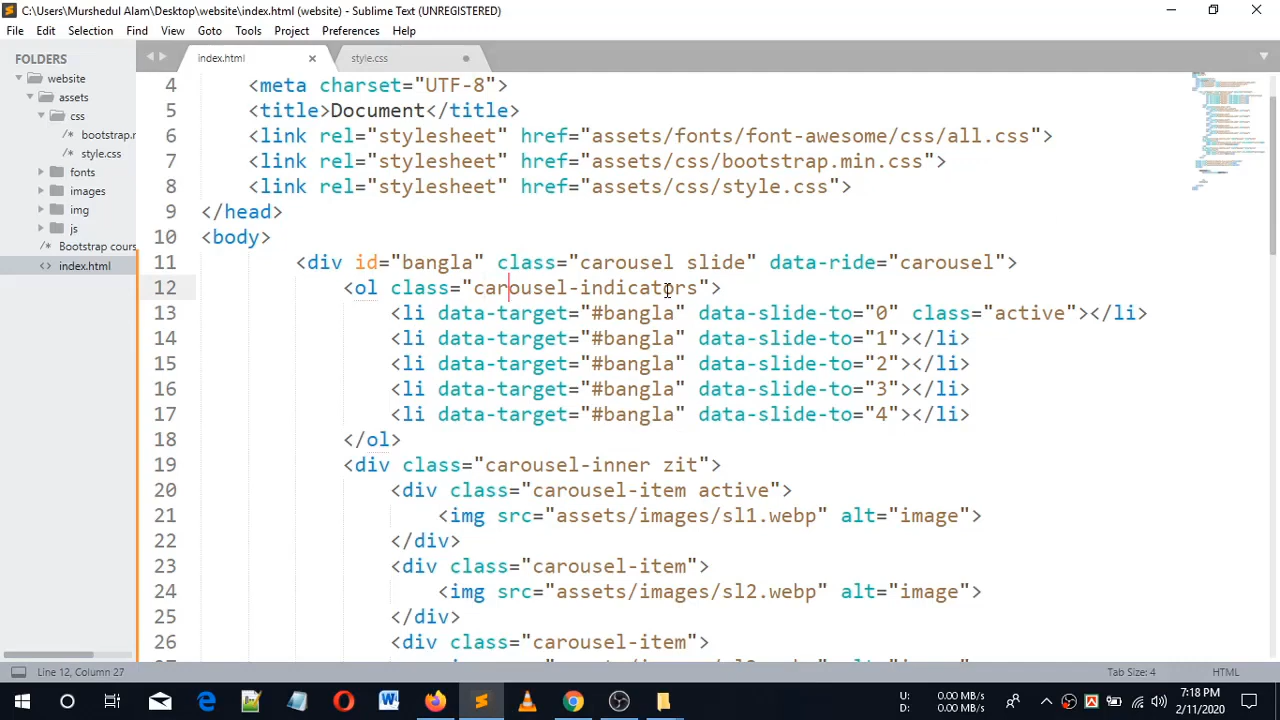 C:\Users\Murshedul Alam\Desktop\website\index.html (website) - Sublime Text (UNREGISTERED)
File Edit Selection Find View Goto Tools Project Preferences Help
FOLDERS
website
assets
css
/* bootstrap.m
/* style.css
fonts
images
img
js
/* Bootstrap cours
<> index.html
index.html
style.css
4 <meta charset="UTF-8">
5 <title>Document</title>
6 <link rel="stylesheet" href="assets/fonts/font-awesome/css/all.css">
7 <link rel="stylesheet" href="assets/css/bootstrap.min.css">
8 <link rel="stylesheet" href="assets/css/style.css">
9 </head>
10 <body>
11 <div id="bangla" class="carousel slide" data-ride="carousel">
12 <ol class="carousel-indicators">
13 <li data-target="#bangla" data-slide-to="0" class="active"></li>
14 <li data-target="#bangla" data-slide-to="1"></li>
15 <li data-target="#bangla" data-slide-to="2"></li>
16 <li data-target="#bangla" data-slide-to="3"></li>
17 <li data-target="#bangla" data-slide-to="4"></li>
18 </ol>
19 <div class="carousel-inner zit">
20 <div class="carousel-item active">
21 <img src="assets/images/sl1.webp" alt="image">
22 </div>
23 <div class="carousel-item">
24 <img src="assets/images/sl2.webp" alt="image">
25 </div>
26 <div class="carousel-item">
Line 12, Column 27
Tab Size: 4
HTML
U: 0.00 MB/s
D: 0.00 MB/s
7:18 PM
2/11/2020